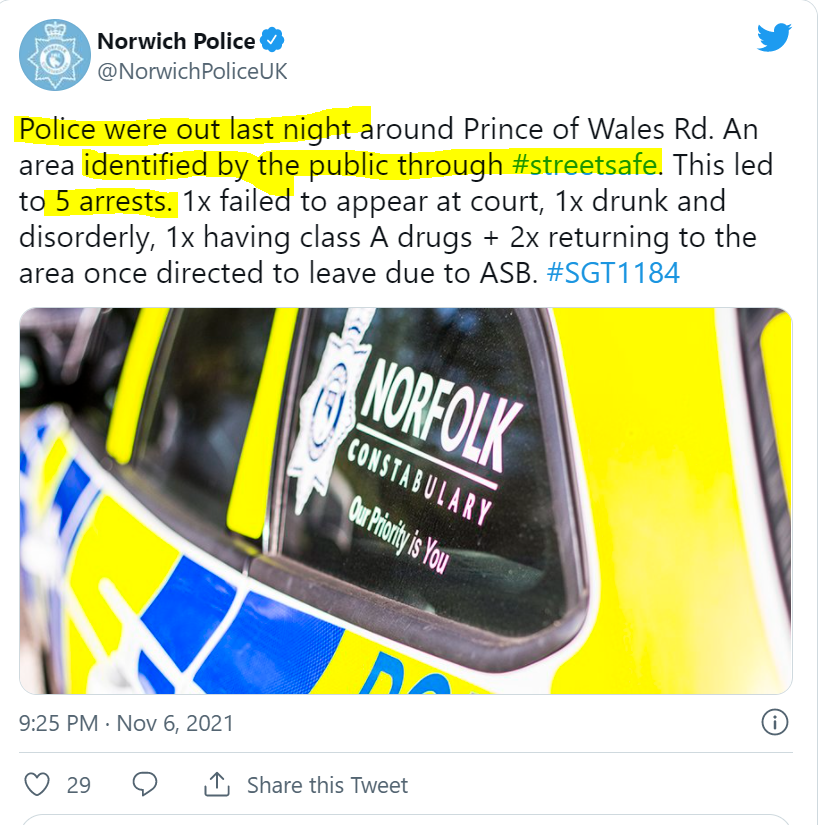 Norwich Police
@NorwichPoliceUK
Police were out last night around Prince of Wales Rd. An
area identified by the public through #streetsafe. This led
to 5 arrests. 1x failed to appear at court, 1x drunk and
disorderly, 1x having class A drugs + 2x returning to the
area once directed to leave due to ASB. #SGT1184
NORFOLK
CONSTABULARY
Our Priority is You
9:25 PM · Nov 6, 2021
29
Share this Tweet